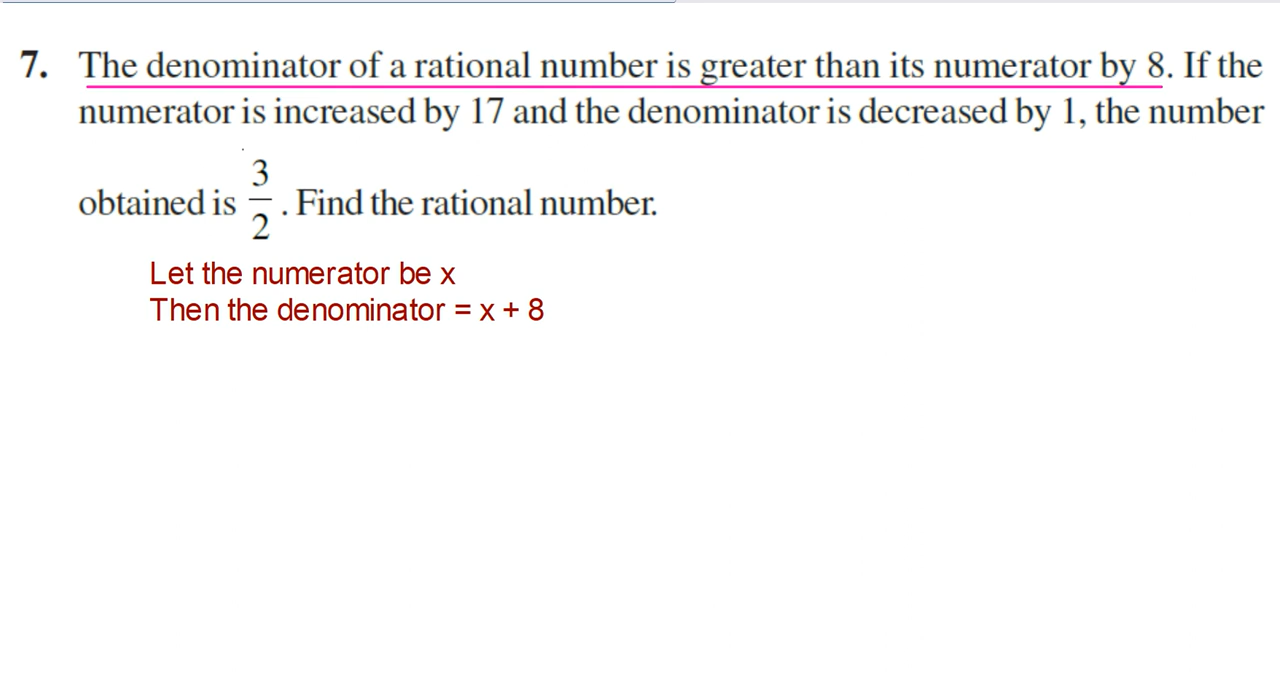 7. The denominator of a rational number is greater than its numerator by 8. If the
numerator is increased by 17 and the denominator is decreased by 1, the number
obtained is 3/2. Find the rational number.
Let the numerator be x
Then the denominator = x + 8